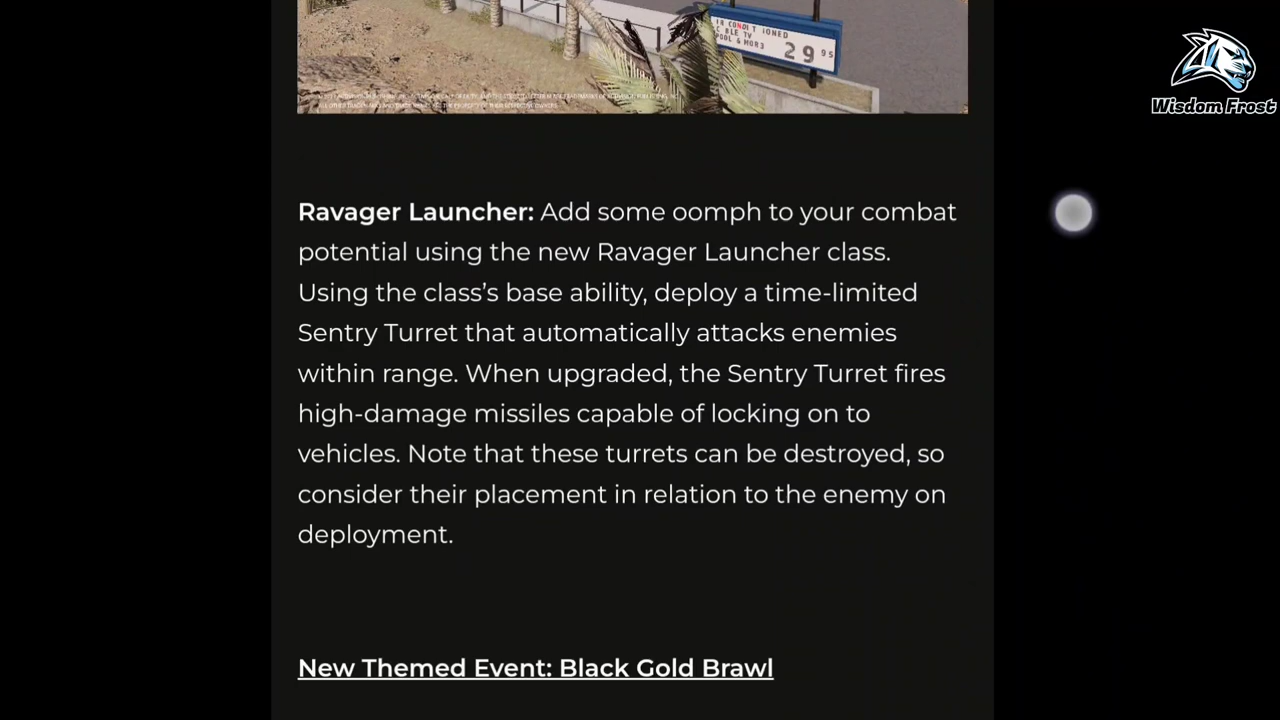 29 95
Wisdom Frost
Ravager Launcher: Add some oomph to your combat
potential using the new Ravager Launcher class.
Using the class’s base ability, deploy a time-limited
Sentry Turret that automatically attacks enemies
within range. When upgraded, the Sentry Turret fires
high-damage missiles capable of locking on to
vehicles. Note that these turrets can be destroyed, so
consider their placement in relation to the enemy on
deployment.
New Themed Event: Black Gold Brawl